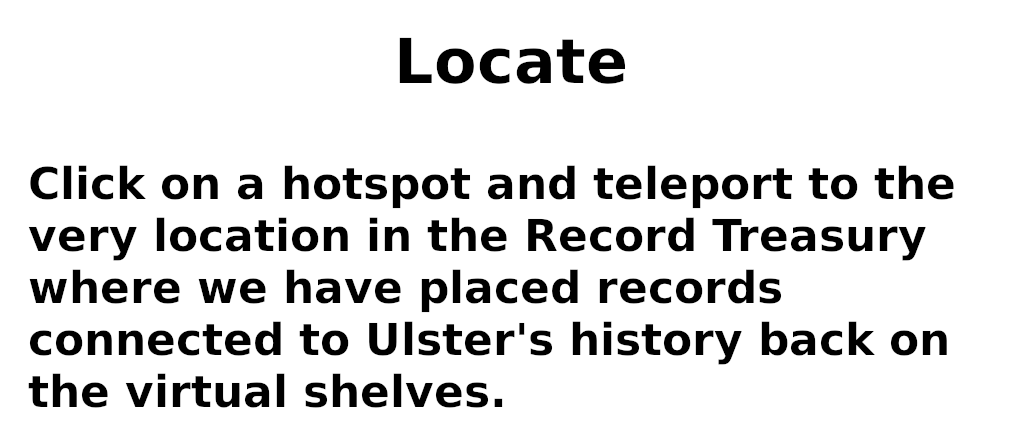 Locate
Click on a hotspot and teleport to the
very location in the Record Treasury
where we have placed records
connected to Ulster's history back on
the virtual shelves.